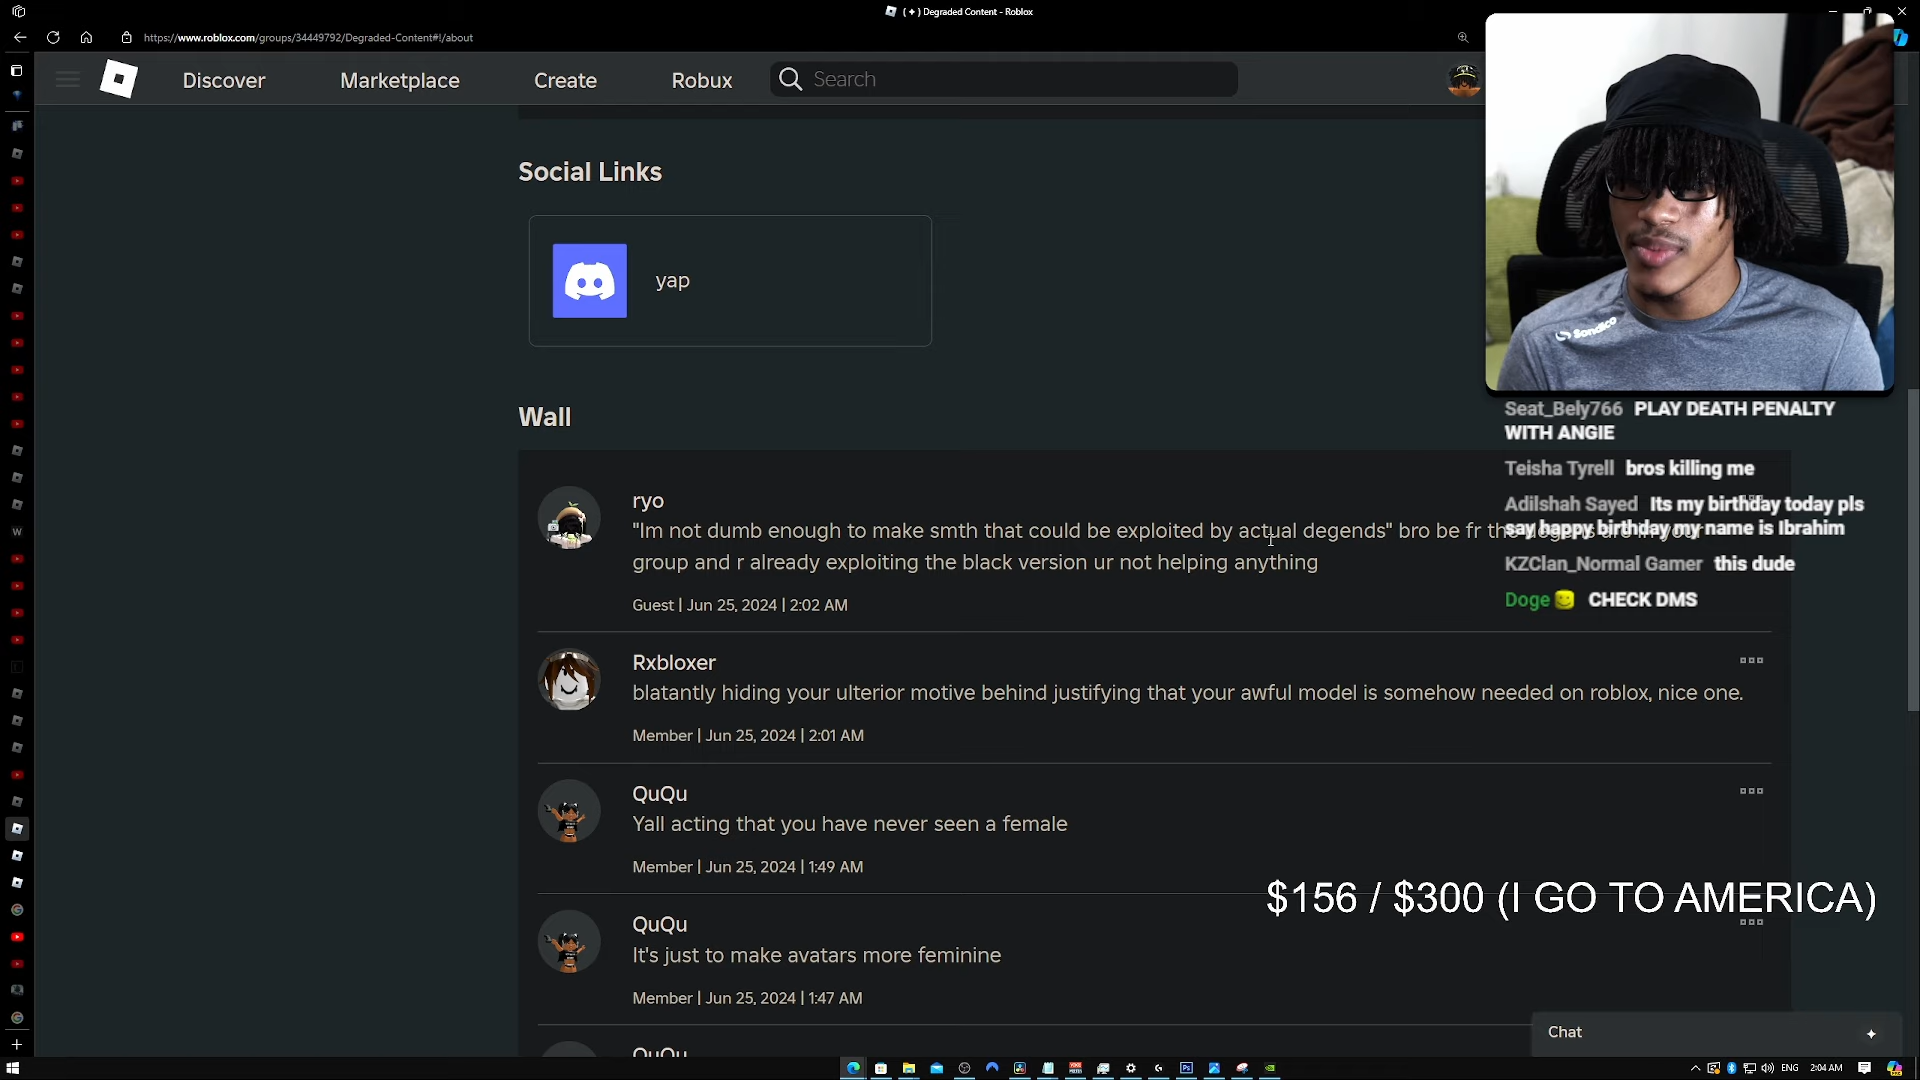 ( ✦ ) Degraded Content - Roblox
https://www.roblox.com/groups/34449792/Degraded-Content#!/about
Discover
Marketplace
Create
Robux
Search
Social Links
yap
Wall
ryo
"Im not dumb enough to make smth that could be exploited by actual degends" bro be fr
group and r already exploiting the black version ur not helping anything
Guest | Jun 25, 2024 | 2:02 AM
Rxbloxer
blatantly hiding your ulterior motive behind justifying that your awful model is somehow needed on roblox, nice one.
Member | Jun 25, 2024 | 2:01 AM
QuQu
Yall acting that you have never seen a female
Member | Jun 25, 2024 | 1:49 AM
QuQu
It's just to make avatars more feminine
Member | Jun 25, 2024 | 1:47 AM
QuQu
Sondico
Seat_Bely766 PLAY DEATH PENALTY
WITH ANGIE
Teisha Tyrell bros killing me
Adilshah Sayed Its my birthday today pls
say happy birthday my name is Ibrahim
KZClan_Normal Gamer this dude
Doge CHECK DMS
$156 / $300 (I GO TO AMERICA)
Chat
ENG
2:04 AM